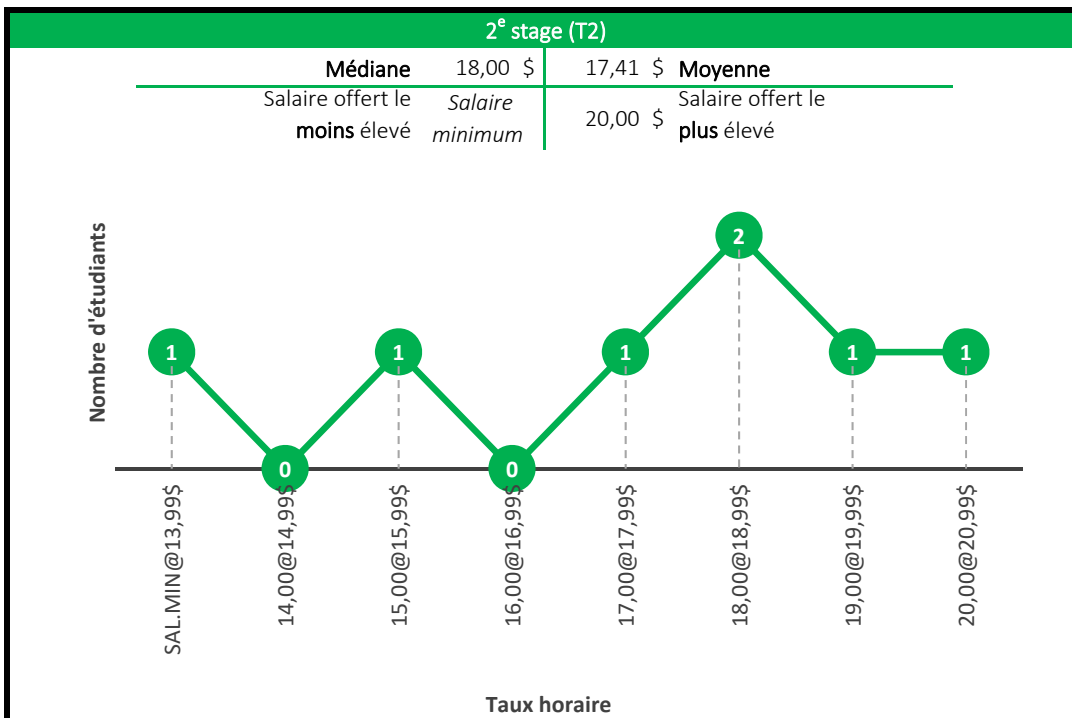 2e stage (T2)
Médiane 18,00 $ 17,41 $ Moyenne
Salaire offert le moins élevé Salaire minimum 20,00 $ Salaire offert le plus élevé
Nombre d'étudiants
1 0 1 0 1 2 1 1
SAL.MIN@13,99$
14,00@14,99$
15,00@15,99$
16,00@16,99$
17,00@17,99$
18,00@18,99$
19,00@19,99$
20,00@20,99$
Taux horaire